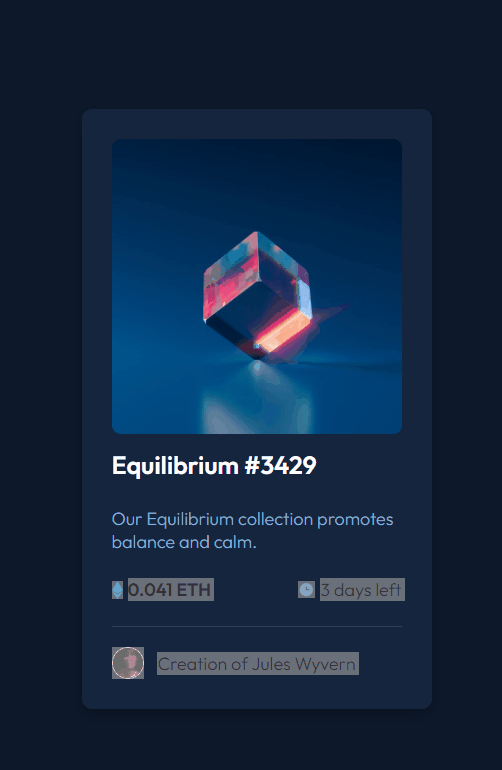 Equilibrium #3429
Our Equilibrium collection promotes
balance and calm.
0.041 ETH
3 days left
Creation of Jules Wyvern